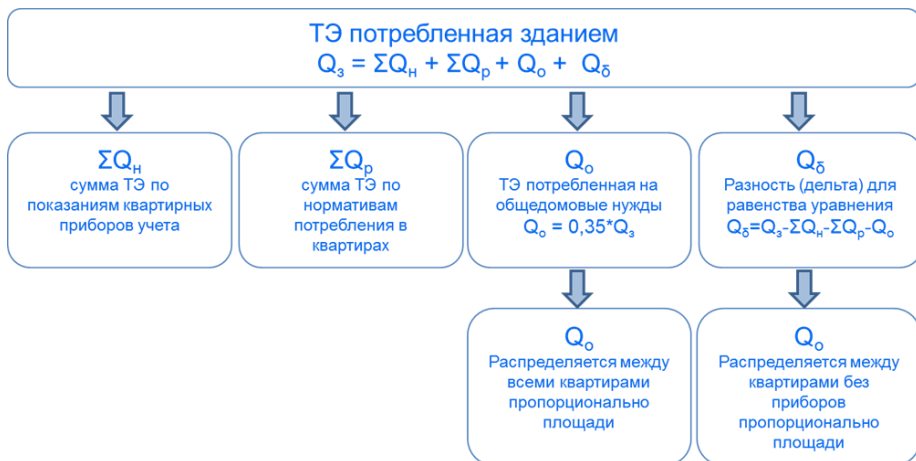 ТЭ потребленная зданием
Qз = ΣQн + ΣQр + Qо + Qδ
ΣQн
сумма ТЭ по
показаниям квартирных
приборов учета
ΣQр
сумма ТЭ по
нормативам
потребления в
квартирах
Qо
ТЭ потребленная на
общедомовые нужды
Qо = 0,35*Qз
Qδ
Разность (дельта) для
равенства уравнения
Qδ=Qз-ΣQн-ΣQр-Qо
Qо
Распределяется между
всеми квартирами
пропорционально
площади
Qо
Распределяется между
квартирами без
приборов
пропорционально
площади